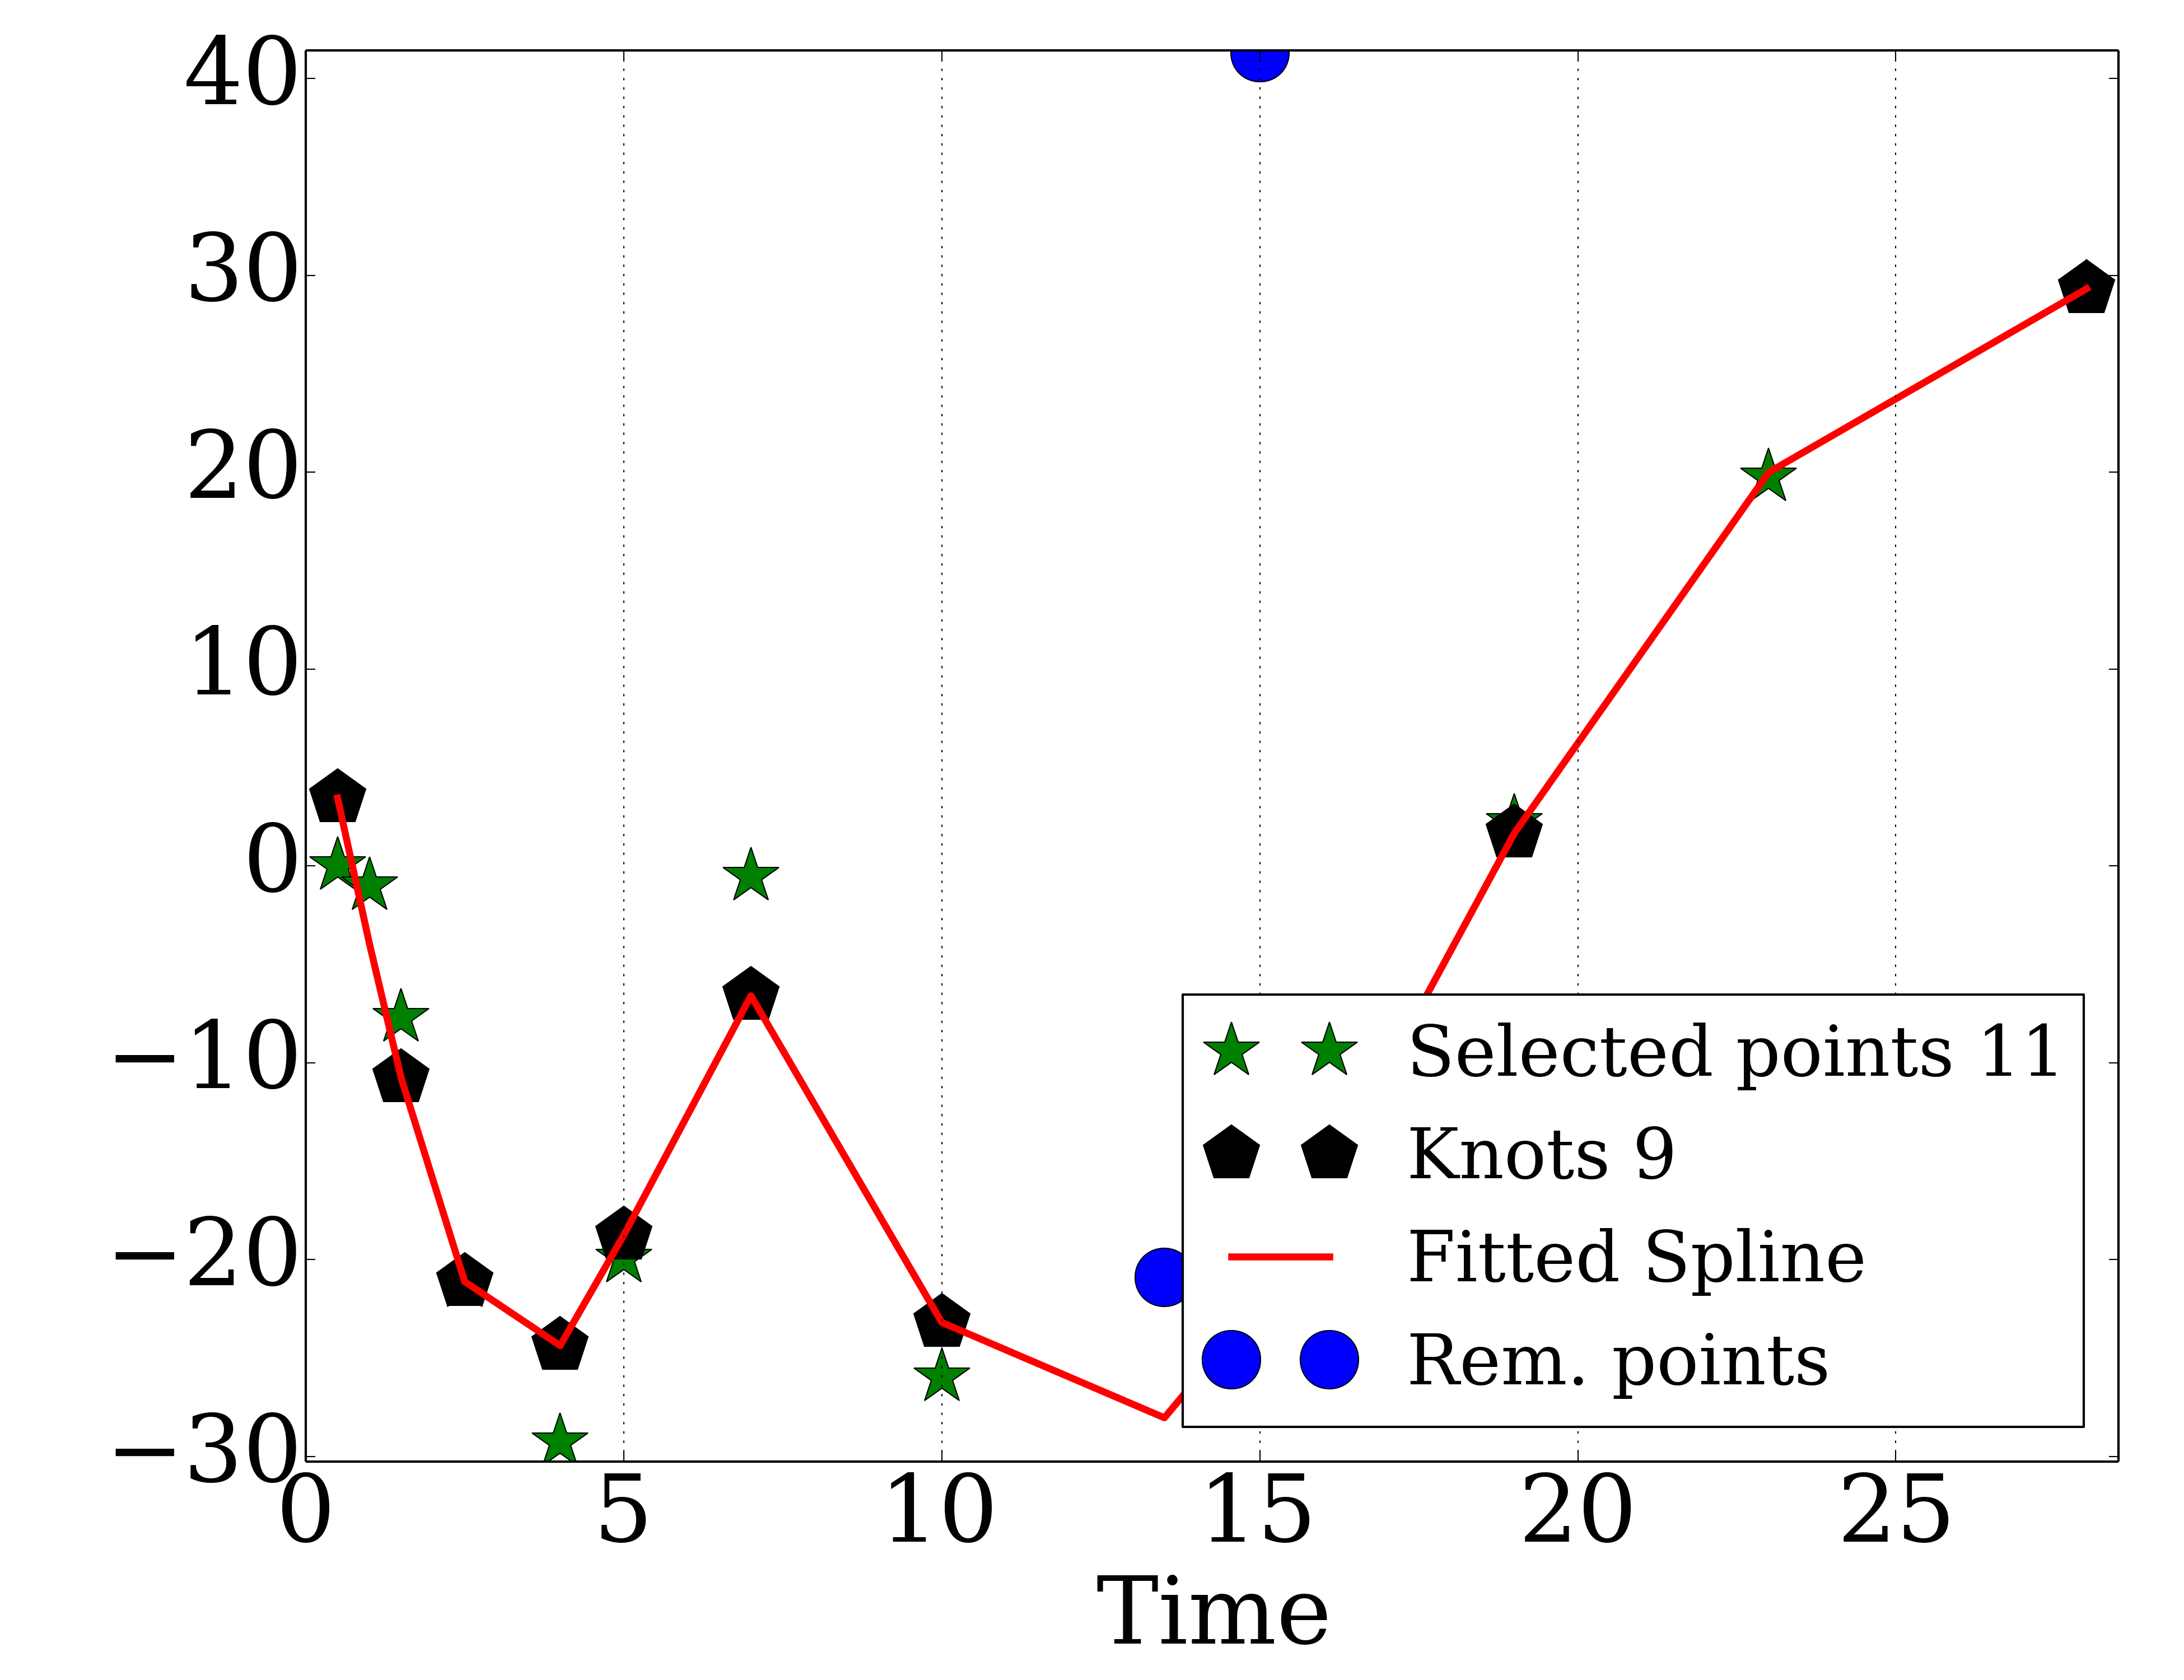 40
30
20
10
0
−10
−20
−30
0 5 10 15 20 25
Time
Selected points 11
Knots 9
Fitted Spline
Rem. points